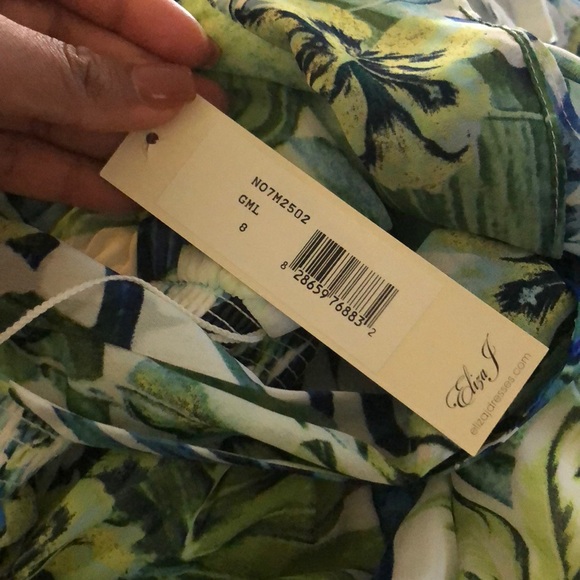 NO7M2502
GML
8
8 28659 76883 2
Eliza J
elizajdresses.com